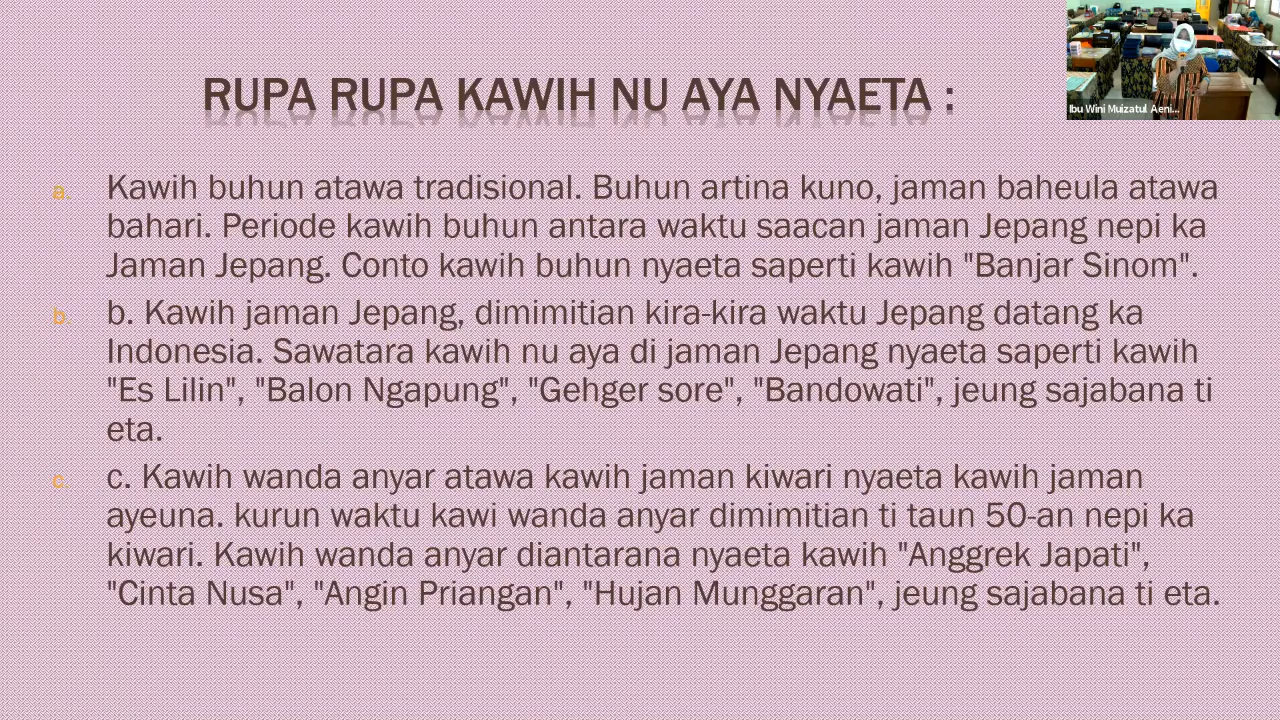 RUPA RUPA KAWIH NU AYA NYAETA :
Ibu Wini Muizatul Aeni...
a. Kawih buhun atawa tradisional. Buhun artina kuno, jaman baheula atawa
bahari. Periode kawih buhun antara waktu saacan jaman Jepang nepi ka
Jaman Jepang. Conto kawih buhun nyaeta saperti kawih "Banjar Sinom".
b. b. Kawih jaman Jepang, dimimitian kira-kira waktu Jepang datang ka
Indonesia. Sawatara kawih nu aya di jaman Jepang nyaeta saperti kawih
"Es Lilin", "Balon Ngapung", "Gehger sore", "Bandowati", jeung sajabana ti
eta.
c. c. Kawih wanda anyar atawa kawih jaman kiwari nyaeta kawih jaman
ayeuna. kurun waktu kawi wanda anyar dimimitian ti taun 50-an nepi ka
kiwari. Kawih wanda anyar diantarana nyaeta kawih "Anggrek Japati",
"Cinta Nusa", "Angin Priangan", "Hujan Munggaran", jeung sajabana ti eta.